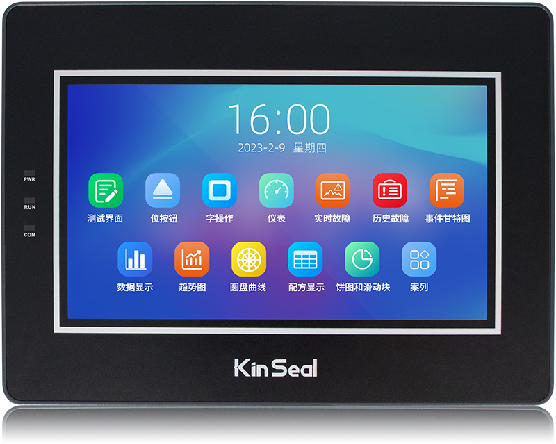 16:00
2023-2-9 星期四
测试界面 位按钮 字操作 仪表 实时故障 历史故障 事件甘特图
数据显示 趋势图 圆盘曲线 配方显示 饼图和滑动块 案列
PWR
RUN
COM
KinSeal